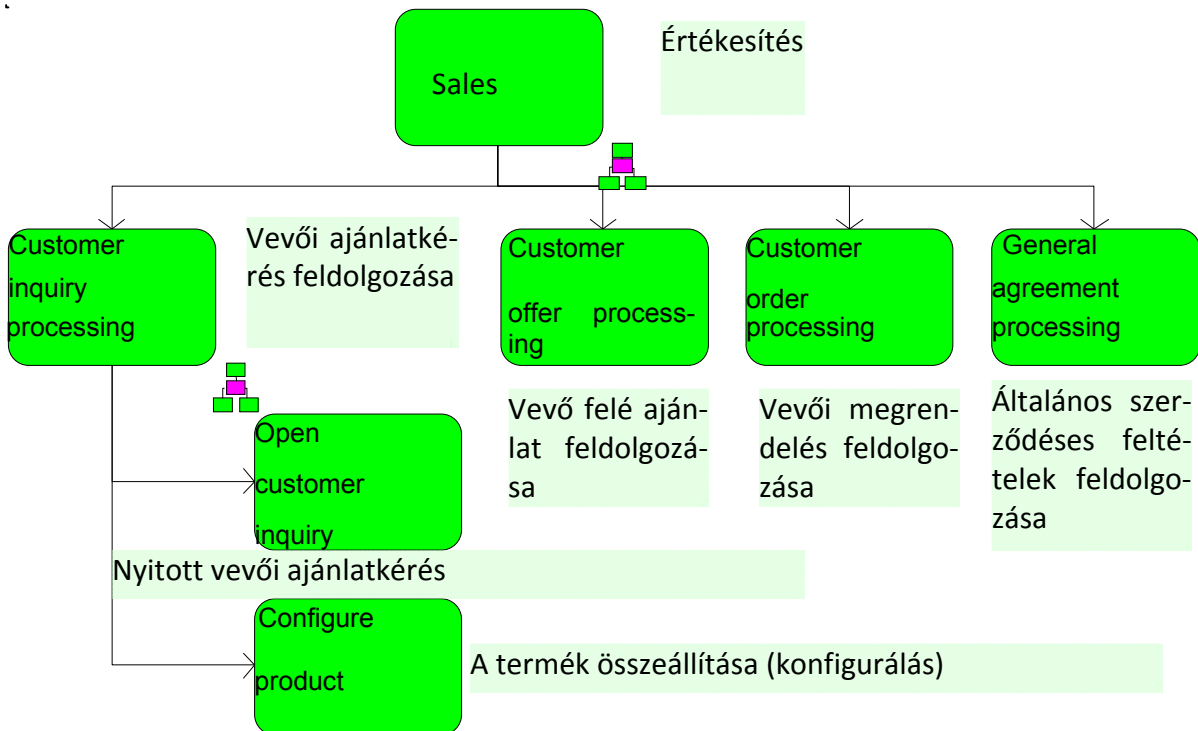 Sales
Értékesítés
Customer
inquiry
processing
Vevői ajánlatké-
rés feldolgozása
Customer
offer process-
ing
Customer
order
processing
General
agreement
processing
Vevő felé aján-
lat feldolgozá-
sa
Vevői megren-
delés feldolgo-
zása
Általános szer-
ződéses felté-
telek feldolgo-
zása
Open
customer
inquiry
Nyitott vevői ajánlatkérés
Configure
product
A termék összeállítása (konfigurálás)